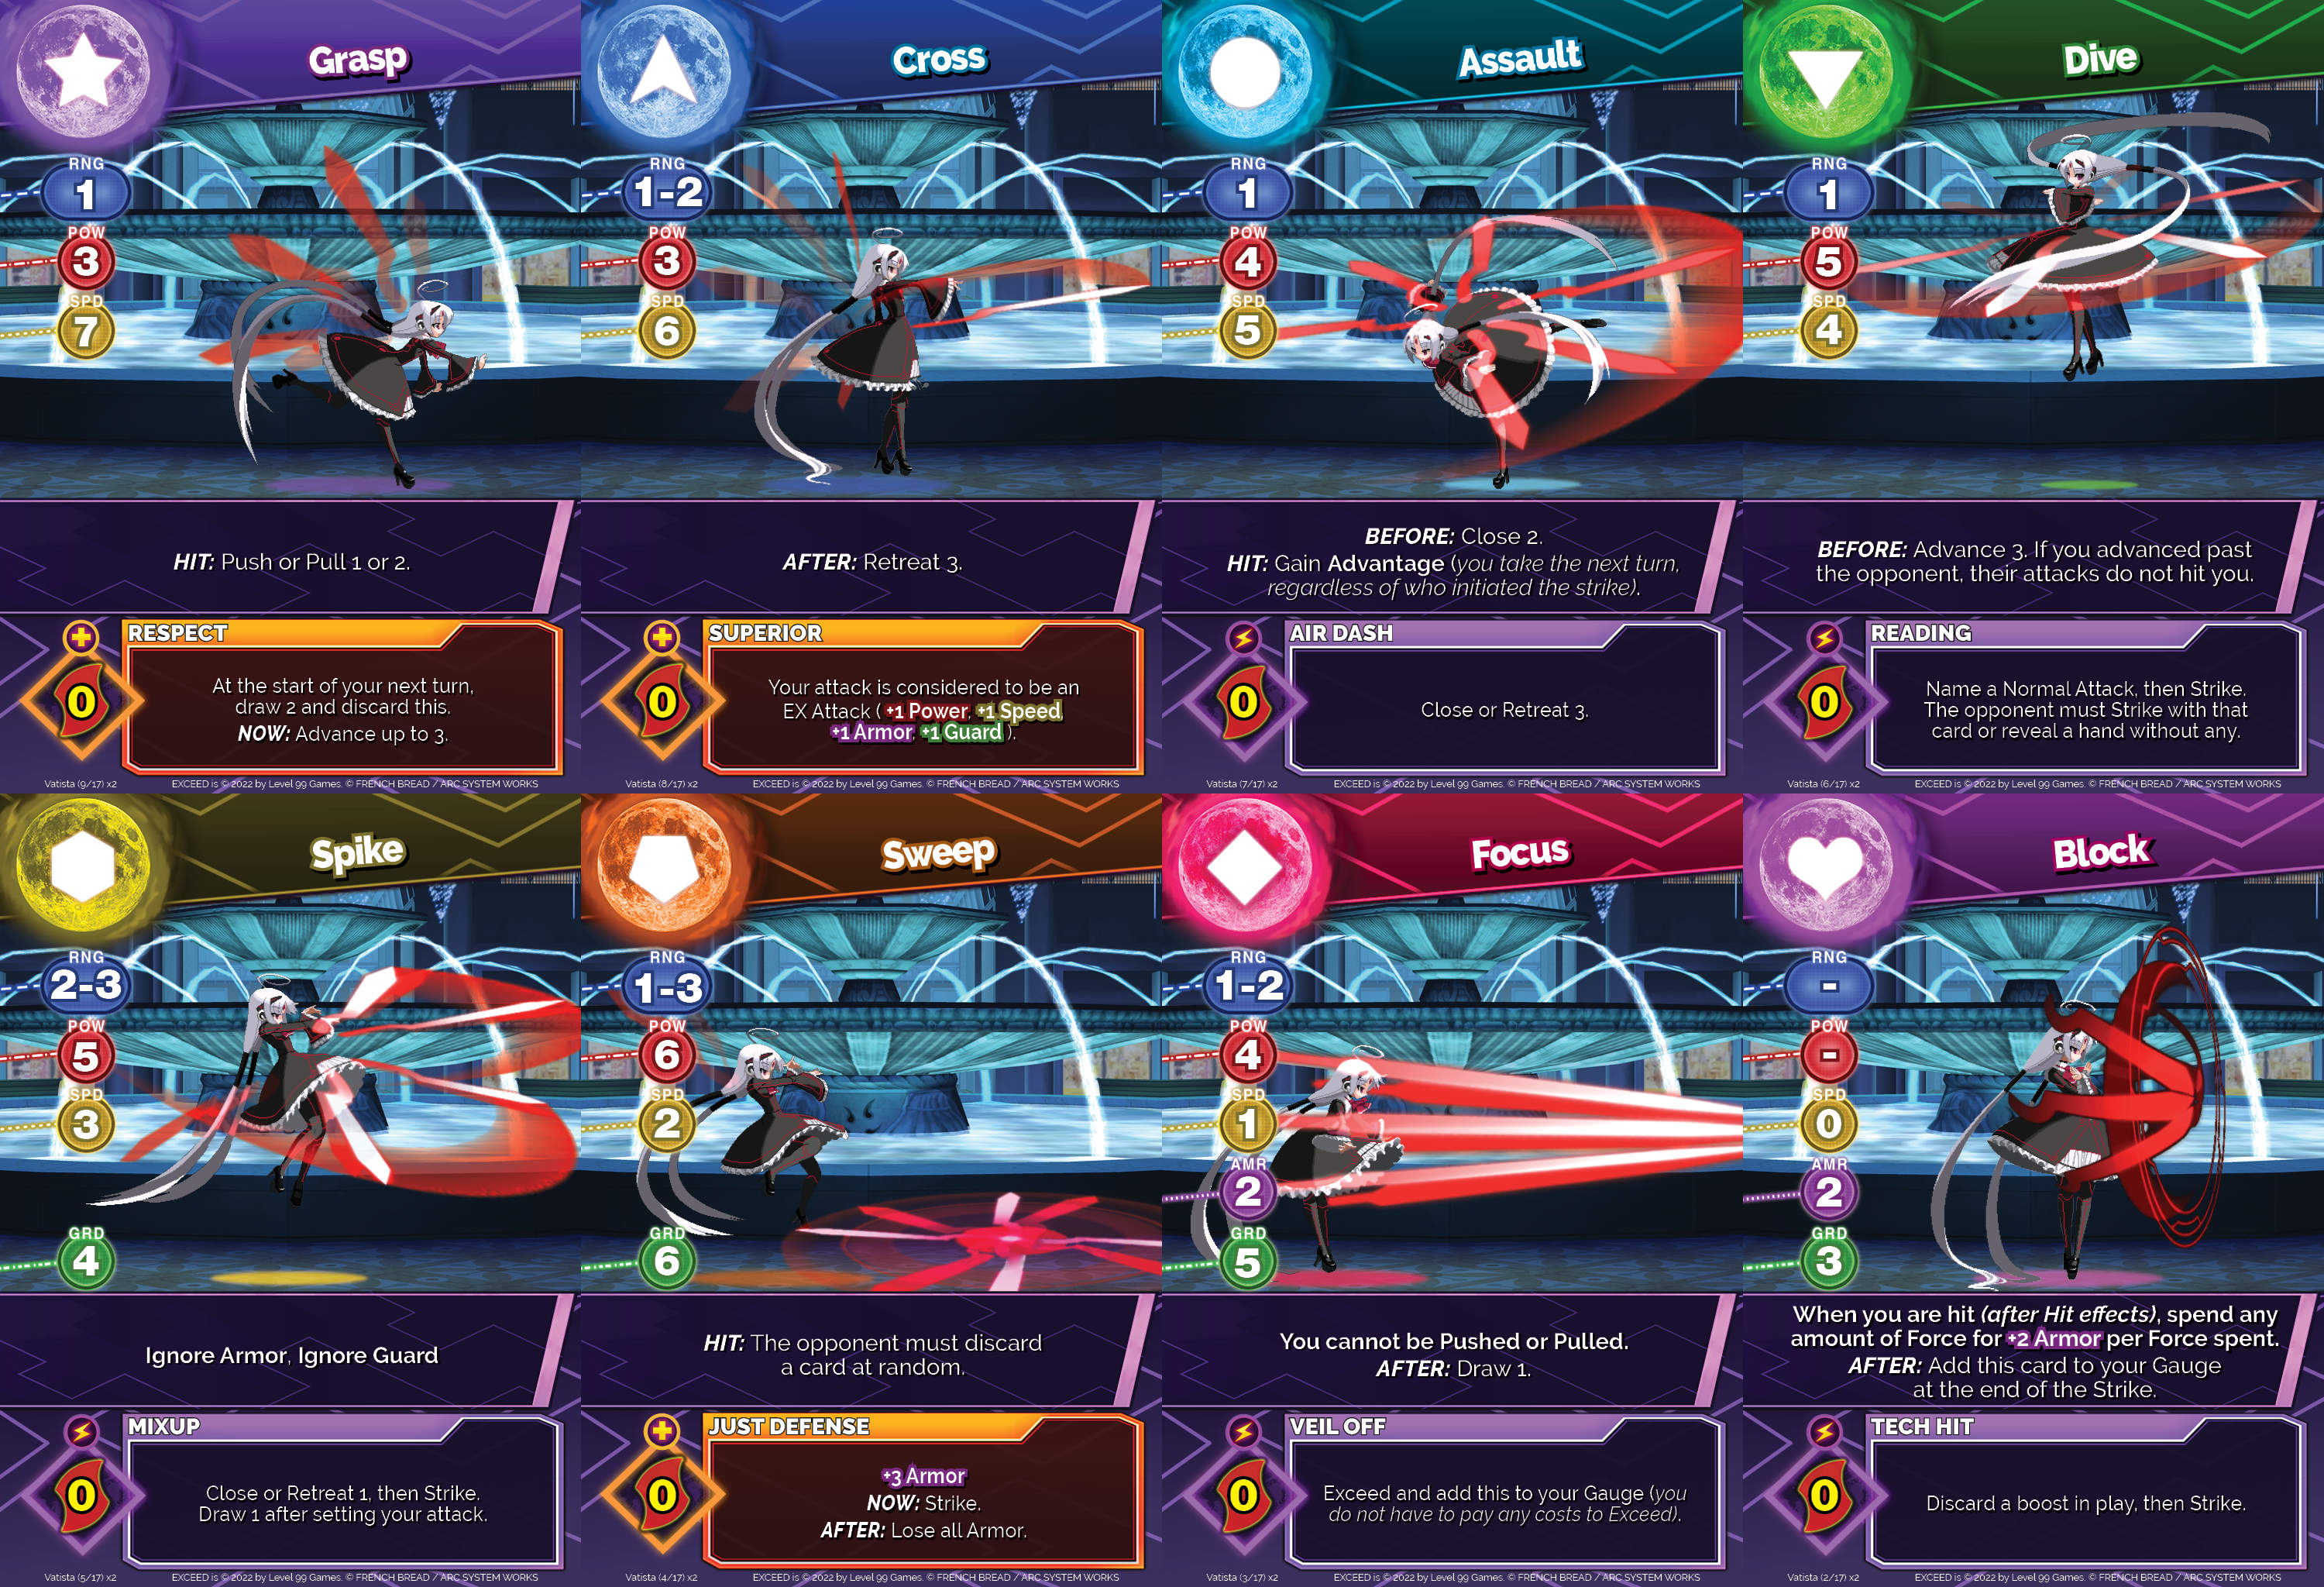 Grasp
RNG
1
POW
3
SPD
7
HIT: Push or Pull 1 or 2.
RESPECT
0
At the start of your next turn,
draw 2 and discard this.
NOW: Advance up to 3.
Vatista (9/17) x2
EXCEED is © 2022 by Level 99 Games. © FRENCH BREAD / ARC SYSTEM WORKS
Cross
RNG
1-2
POW
3
SPD
6
AFTER: Retreat 3.
SUPERIOR
0
Your attack is considered to be an
EX Attack ( +1 Power, +1 Speed
+1 Armor, +1 Guard ).
Vatista (8/17) x2
EXCEED is © 2022 by Level 99 Games. © FRENCH BREAD / ARC SYSTEM WORKS
Assault
RNG
1
POW
4
SPD
5
BEFORE: Close 2.
HIT: Gain Advantage (you take the next turn,
regardless of who initiated the strike).
AIR DASH
0
Close or Retreat 3.
Vatista (7/17) x2
EXCEED is © 2022 by Level 99 Games. © FRENCH BREAD / ARC SYSTEM WORKS
Dive
RNG
1
POW
5
SPD
4
BEFORE: Advance 3. If you advanced past
the opponent, their attacks do not hit you.
READING
0
Name a Normal Attack, then Strike.
The opponent must Strike with that
card or reveal a hand without any.
Vatista (6/17) x2
EXCEED is © 2022 by Level 99 Games. © FRENCH BREAD / ARC SYSTEM WORKS
Spike
RNG
2-3
POW
5
SPD
3
GRD
4
Ignore Armor, Ignore Guard
MIXUP
0
Close or Retreat 1, then Strike.
Draw 1 after setting your attack.
Vatista (5/17) x2
EXCEED is © 2022 by Level 99 Games. © FRENCH BREAD / ARC SYSTEM WORKS
Sweep
RNG
1-3
POW
6
SPD
2
GRD
6
HIT: The opponent must discard
a card at random.
JUST DEFENSE
0
+3 Armor
NOW: Strike.
AFTER: Lose all Armor.
Vatista (4/17) x2
EXCEED is © 2022 by Level 99 Games. © FRENCH BREAD / ARC SYSTEM WORKS
Focus
RNG
1-2
POW
4
SPD
1
AMR
2
GRD
5
You cannot be Pushed or Pulled.
AFTER: Draw 1.
VEIL OFF
0
Exceed and add this to your Gauge (you
do not have to pay any costs to Exceed).
Vatista (3/17) x2
EXCEED is © 2022 by Level 99 Games. © FRENCH BREAD / ARC SYSTEM WORKS
Block
RNG
-
POW
-
SPD
0
AMR
2
GRD
3
When you are hit (after Hit effects), spend any
amount of Force for +2 Armor per Force spent.
AFTER: Add this card to your Gauge
at the end of the Strike.
TECH HIT
0
Discard a boost in play, then Strike.
Vatista (2/17) x2
EXCEED is © 2022 by Level 99 Games. © FRENCH BREAD / ARC SYSTEM WORKS